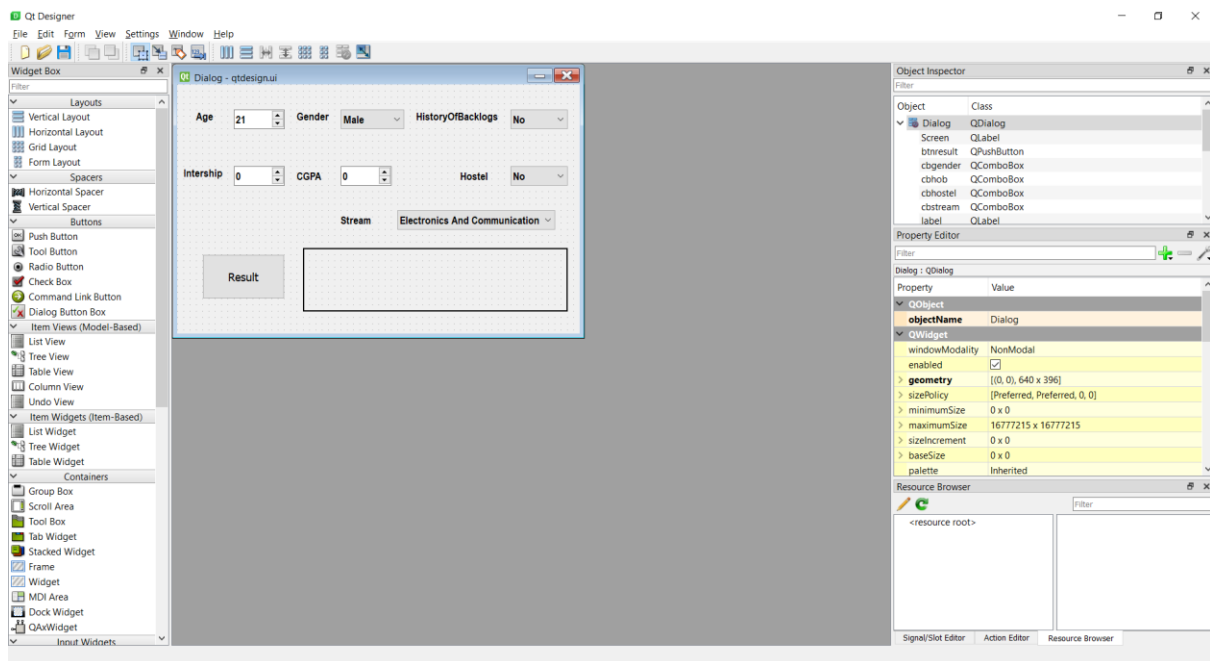 Qt Designer
File Edit Form View Settings Window Help
Widget Box
Filter
Layouts
Vertical Layout
Horizontal Layout
Grid Layout
Form Layout
Spacers
Horizontal Spacer
Vertical Spacer
Buttons
Push Button
Tool Button
Radio Button
Check Box
Command Link Button
Dialog Button Box
Item Views (Model-Based)
List View
Tree View
Table View
Column View
Undo View
Item Widgets (Item-Based)
List Widget
Tree Widget
Table Widget
Containers
Group Box
Scroll Area
Tool Box
Tab Widget
Stacked Widget
Frame
Widget
MDI Area
Dock Widget
QAxWidget
Input Widgets
Dialog - qtdesign.ui
Age 21 Gender Male HistoryOfBacklogs No
Intership 0 CGPA 0 Hostel No
Stream Electronics And Communication
Result
Object Inspector
Filter
Object Class
Dialog QDialog
Screen QLabel
btnresult QPushButton
cbgender QComboBox
cbhob QComboBox
cbhostel QComboBox
cbstream QComboBox
label QLabel
Property Editor
Filter
Dialog : QDialog
Property Value
QObject
objectName Dialog
QWidget
windowModality NonModal
enabled
geometry [(0, 0), 640 x 396]
sizePolicy [Preferred, Preferred, 0, 0]
minimumSize 0 x 0
maximumSize 16777215 x 16777215
sizeIncrement 0 x 0
baseSize 0 x 0
palette Inherited
Resource Browser
Filter
<resource root>
Signal/Slot Editor Action Editor Resource Browser